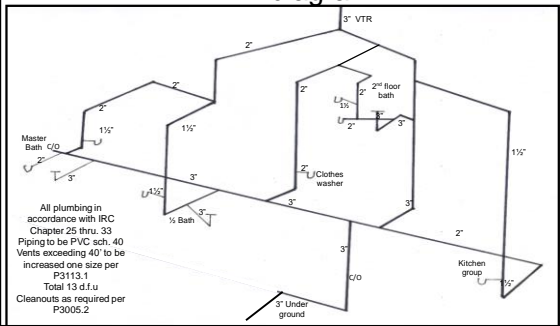 3" VTR
2"
2"
2"
2"
2nd floor
bath
2"
1½
2"
3"
1½"
1½"
Master
Bath
c/o
2"
3"
3"
2"
Clothes
washer
1½"
1½"
3"
½ Bath
3"
3"
2"
3"
c/o
Kitchen
group
1½"
3" Under
ground
All plumbing in
accordance with IRC
Chapter 25 thru. 33
Piping to be PVC sch. 40
Vents exceeding 40' to be
increased one size per
P3113.1
Total 13 d.f.u
Cleanouts as required per
P3005.2